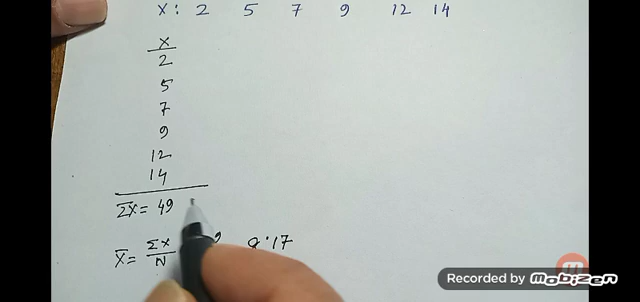 X: 2 5 7 9 12 14
X
2
5
7
9
12
14
ΣX = 49
X̄ = ΣX/N 17
Recorded by mobizen